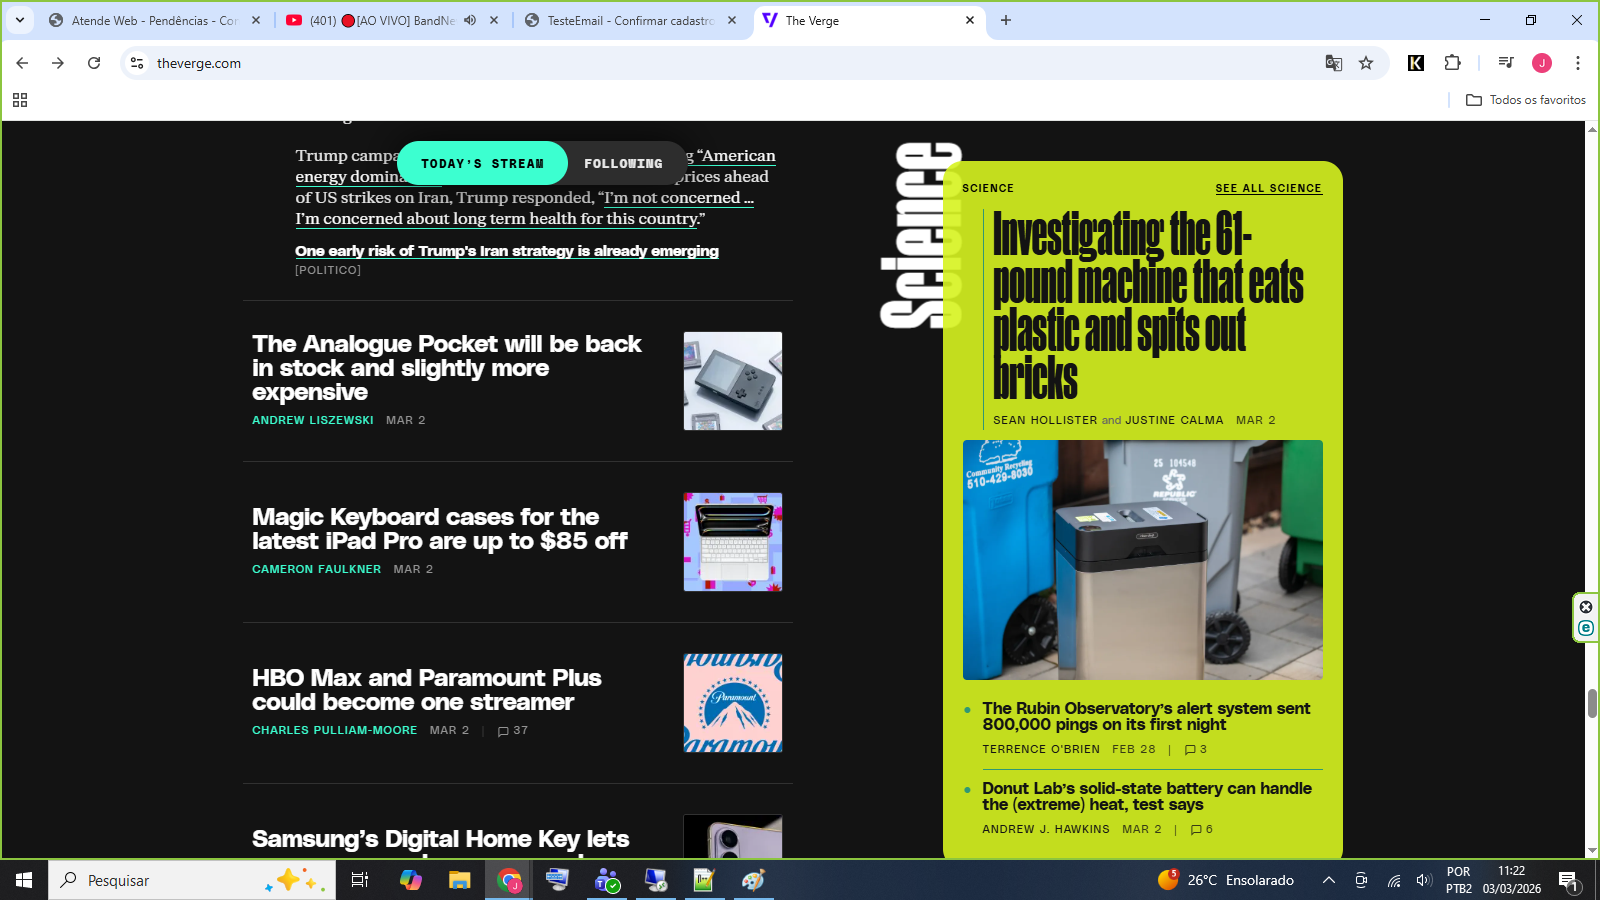 Atende Web - Pendências - Con
(401) 🔴[AO VIVO] BandNe
TesteEmail - Confirmar cadastro
The Verge
theverge.com
K
J
Todos os favoritos
Trump campa
g “American
energy domina
prices ahead
of US strikes on Iran, Trump responded, “I'm not concerned ...
I'm concerned about long term health for this country.”
One early risk of Trump's Iran strategy is already emerging
[POLITICO]
TODAY'S STREAM
FOLLOWING
The Analogue Pocket will be back
in stock and slightly more
expensive
ANDREW LISZEWSKI MAR 2
Magic Keyboard cases for the
latest iPad Pro are up to $85 off
CAMERON FAULKNER MAR 2
HBO Max and Paramount Plus
could become one streamer
CHARLES PULLIAM-MOORE MAR 2 | 37
Paramount
Samsung's Digital Home Key lets
Science
SCIENCE
SEE ALL SCIENCE
Investigating the 61-
pound machine that eats
plastic and spits out
bricks
SEAN HOLLISTER and JUSTINE CALMA MAR 2
Community Recycling
510-429-8030
25 104548
REPUBLIC
The Rubin Observatory's alert system sent
800,000 pings on its first night
TERRENCE O'BRIEN FEB 28 | 3
Donut Lab's solid-state battery can handle
the (extreme) heat, test says
ANDREW J. HAWKINS MAR 2 | 6
Pesquisar
26°C Ensolarado
POR
PTB2
11:22
03/03/2026
1